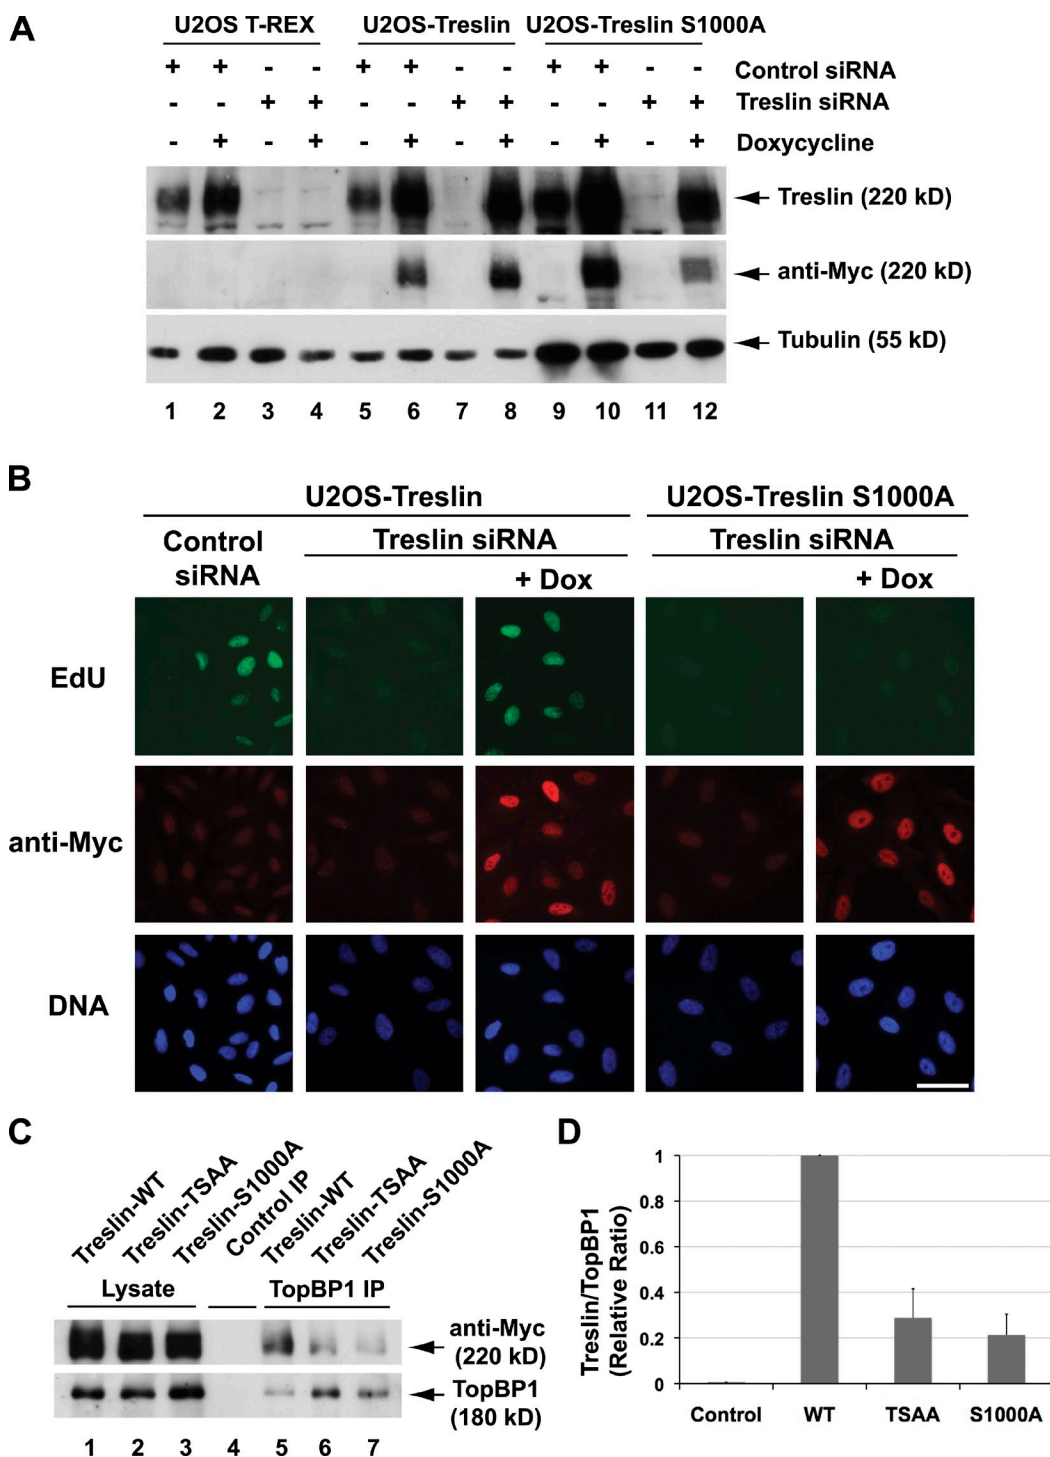 A
U2OS T-REX U2OS-Treslin U2OS-Treslin S1000A
+ + - - + + - - + + - - Control siRNA
- - + + - - + + - - + + Treslin siRNA
- + - + - + - + - + - + Doxycycline
Treslin (220 kD)
anti-Myc (220 kD)
Tubulin (55 kD)
1 2 3 4 5 6 7 8 9 10 11 12
B
U2OS-Treslin U2OS-Treslin S1000A
Control siRNA Treslin siRNA Treslin siRNA
+ Dox + Dox
EdU
anti-Myc
DNA
C
Treslin-WT Treslin-TSAA Treslin-S1000A Control IP Treslin-WT Treslin-TSAA Treslin-S1000A
Lysate TopBP1 IP
anti-Myc
(220 kD)
TopBP1
(180 kD)
1 2 3 4 5 6 7
D
Treslin/TopBP1
(Relative Ratio)
1
0.8
0.6
0.4
0.2
0
Control WT TSAA S1000A